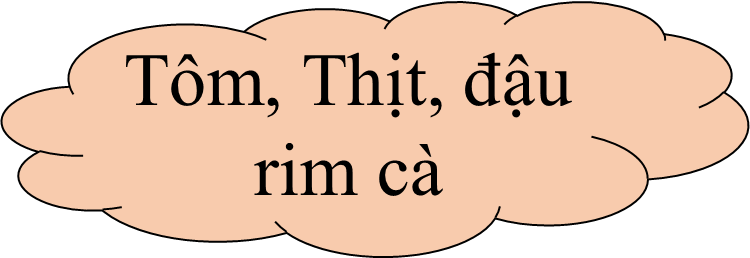 Tôm, Thịt, đậu
rim cà